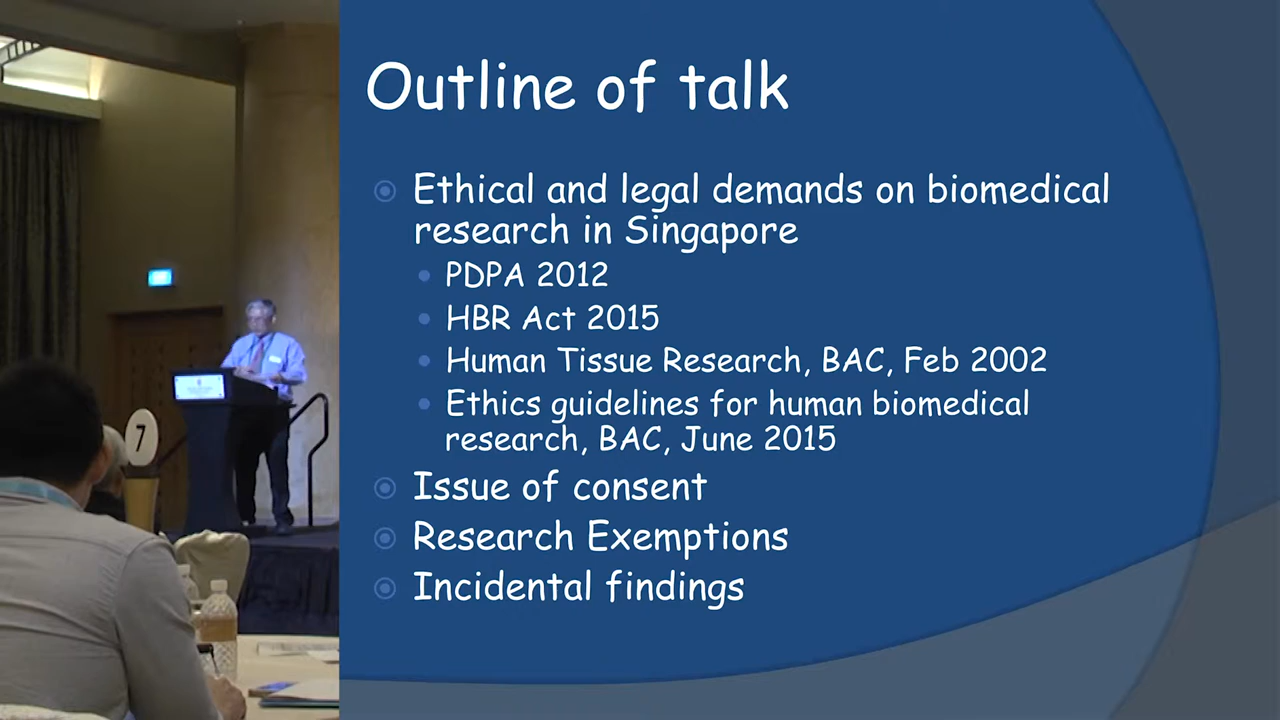 Outline of talk
Ethical and legal demands on biomedical
research in Singapore
PDPA 2012
HBR Act 2015
Human Tissue Research, BAC, Feb 2002
Ethics guidelines for human biomedical
research, BAC, June 2015
Issue of consent
Research Exemptions
Incidental findings
7